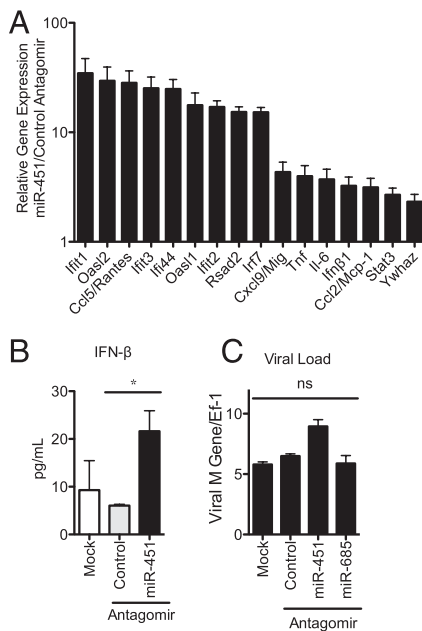 A
Relative Gene Expression
miR-451/Control Antagomir
100
10
1
Ifit1
Oasl2
Ccl5/Rantes
Ifit3
Ifi44
Oasl1
Ifit2
Rsad2
Irf7
Cxcl9/Mig
Tnf
Il-6
Ifnβ1
Ccl2/Mcp-1
Stat3
Ywhaz
B
IFN-β
*
pg/mL
30
20
10
0
Mock
Control
miR-451
Antagomir
C
Viral Load
ns
Viral M Gene/Ef-1
10
5
0
Mock
Control
miR-451
miR-685
Antagomir